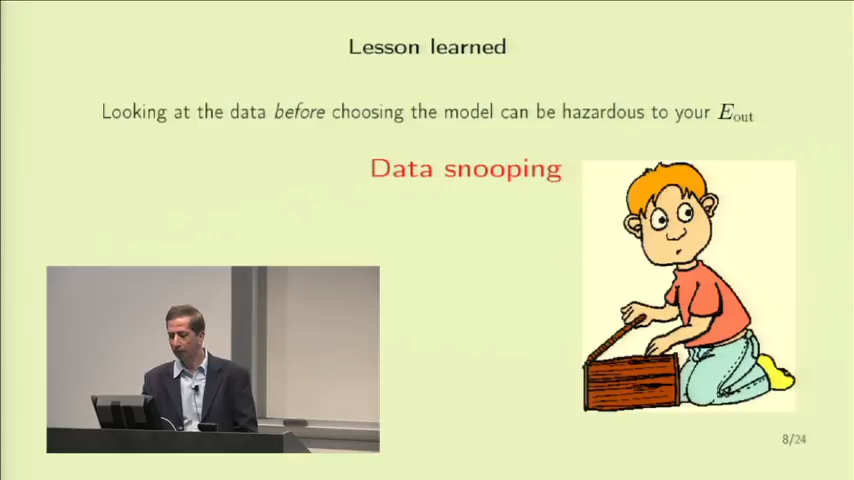 Lesson learned
Looking at the data before choosing the model can be hazardous to your E_out
Data snooping
8/24